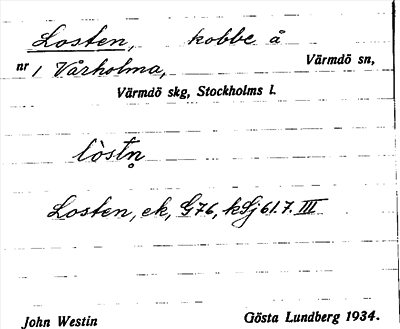 Losten, kobbe å
nr 1 Vårholma, Värmdö sn,
Värmdö skg, Stockholms l.
lòstn̥
Losten, ek, G76, kSj 61.7. III
John Westin Gösta Lundberg 1934.